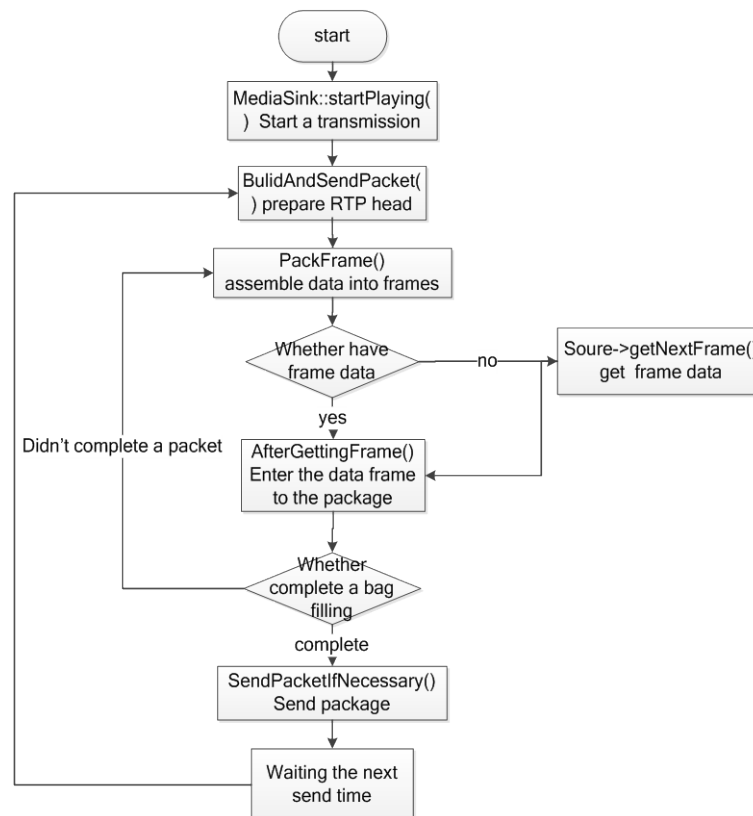 start
MediaSink::startPlaying(
) Start a transmission
BulidAndSendPacket(
) prepare RTP head
PackFrame()
assemble data into frames
Whether have
frame data
no
Soure->getNextFrame()
get frame data
yes
Didn't complete a packet
AfterGettingFrame()
Enter the data frame
to the package
Whether
complete a bag
filling
complete
SendPacketIfNecessary()
Send package
Waiting the next
send time